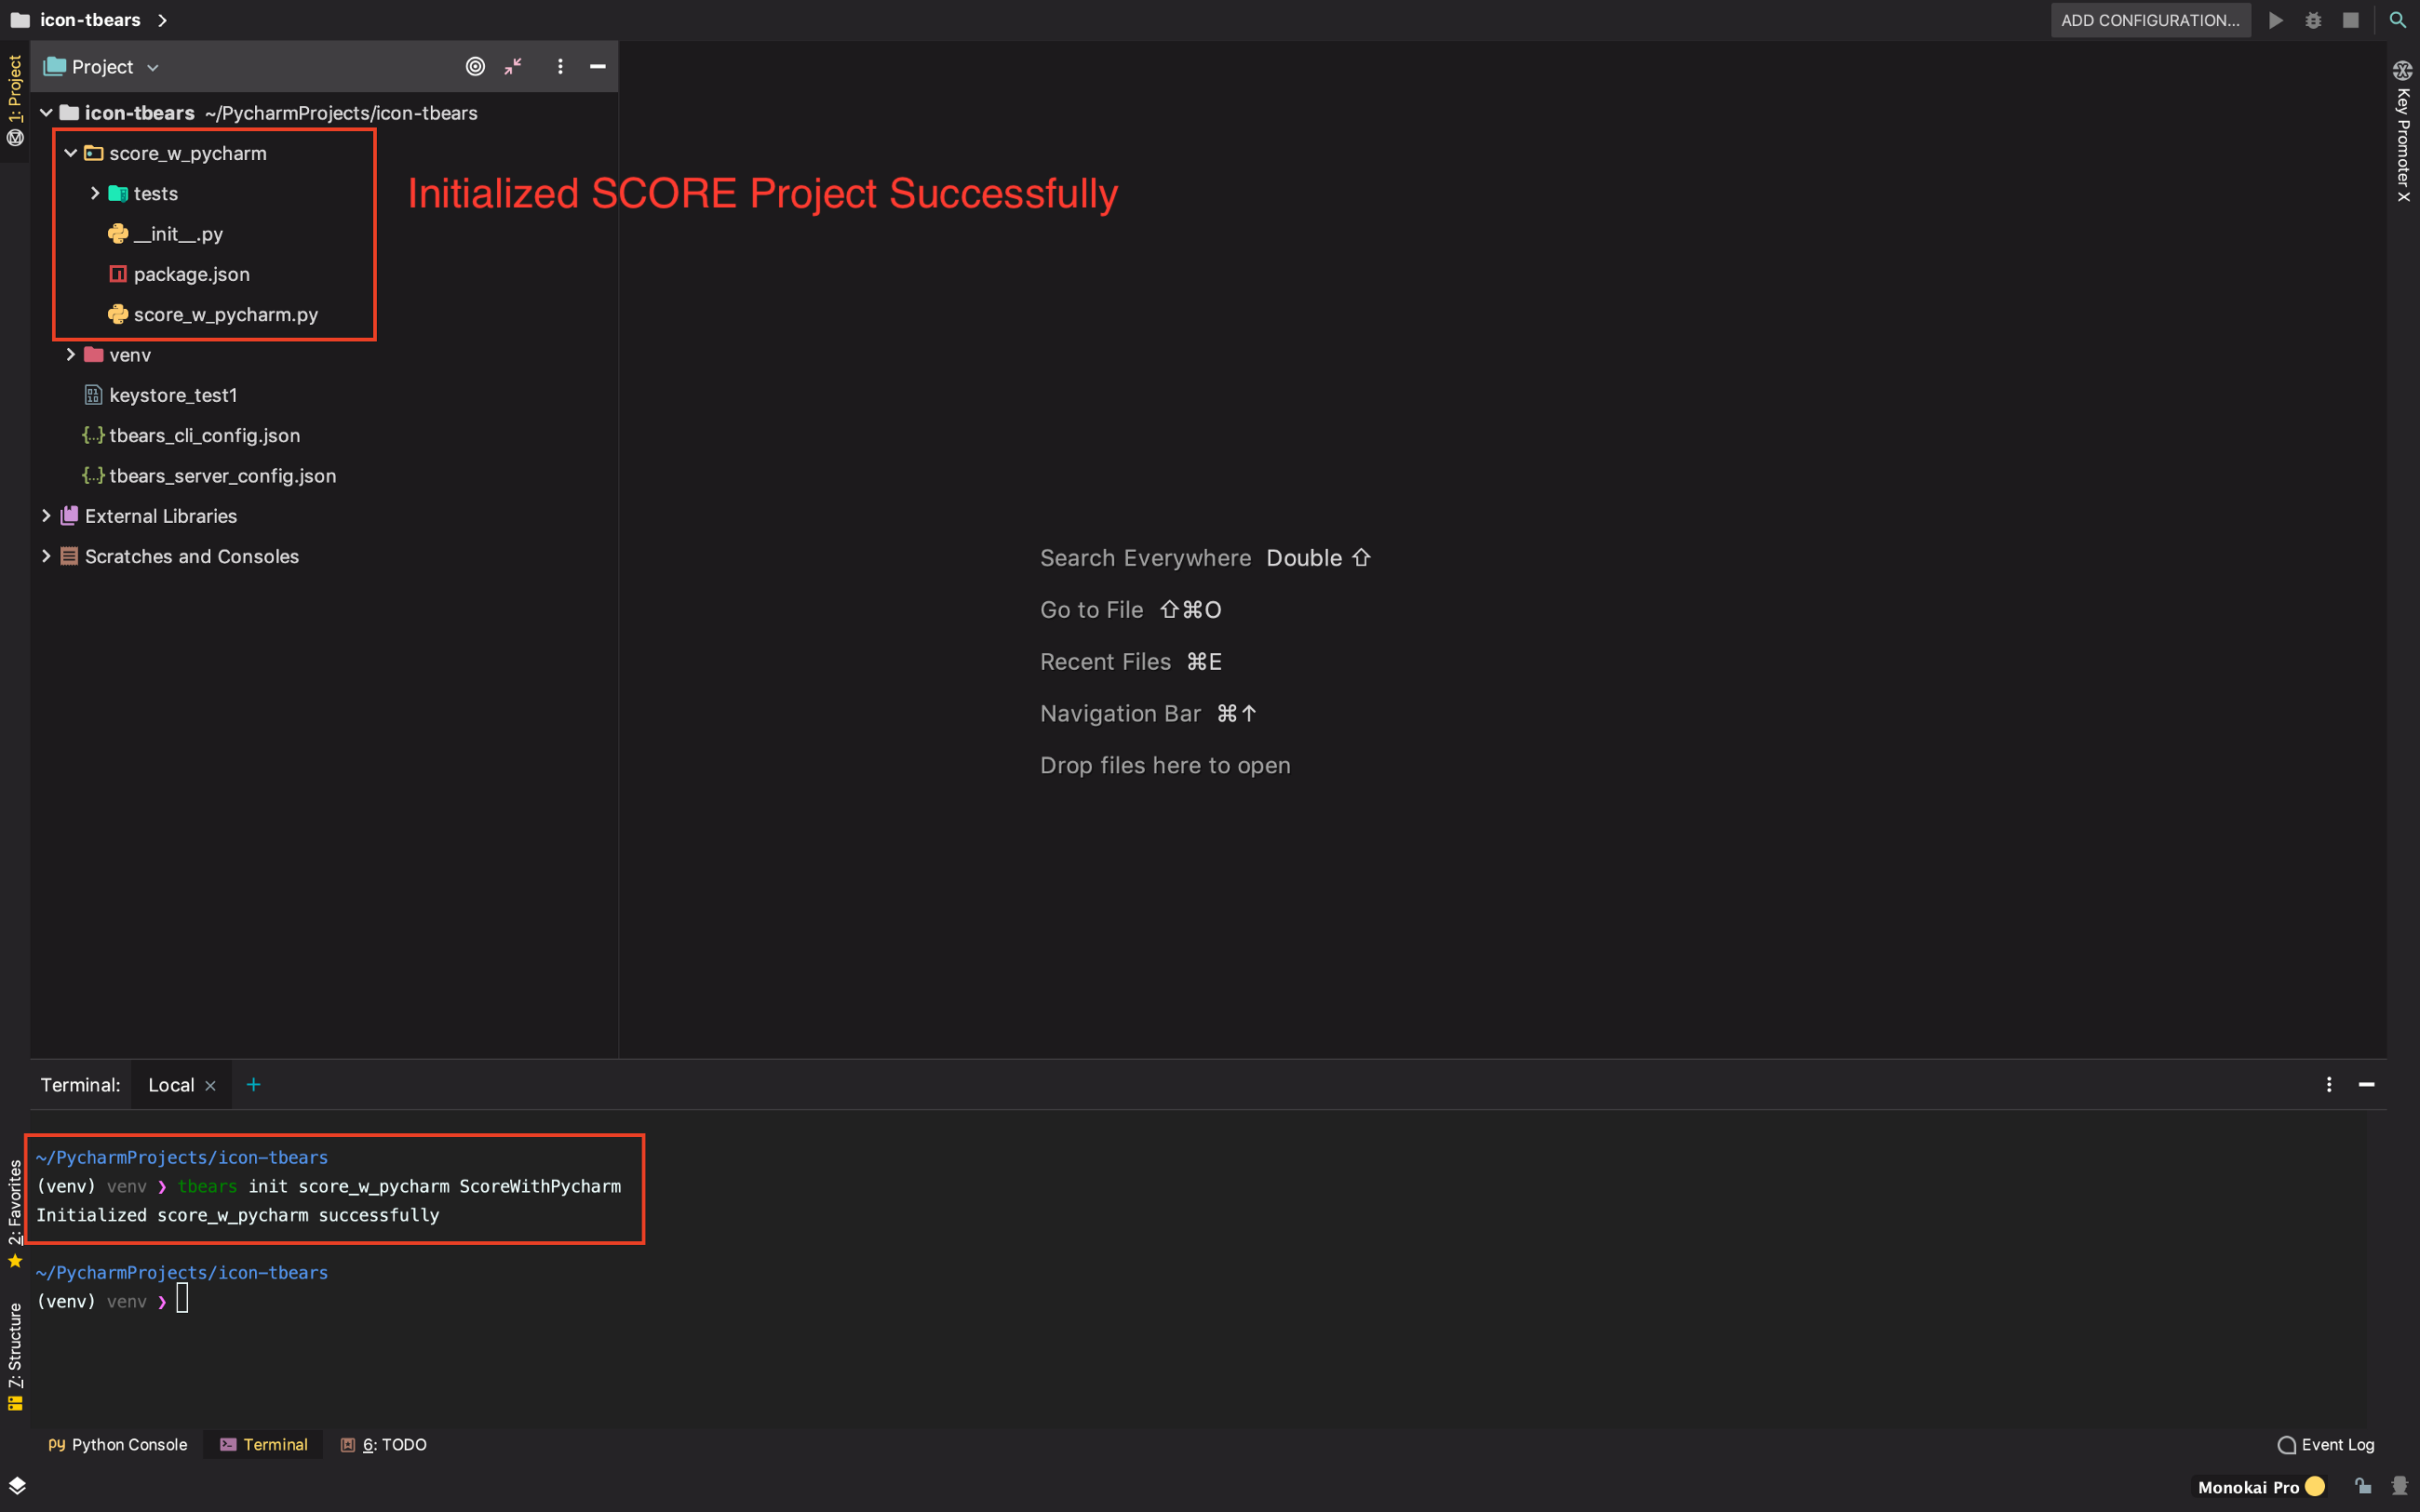 icon-tbears
ADD CONFIGURATION...
1: Project
Project
icon-tbears ~/PycharmProjects/icon-tbears
score_w_pycharm
tests
__init__.py
package.json
score_w_pycharm.py
venv
keystore_test1
tbears_cli_config.json
tbears_server_config.json
External Libraries
Scratches and Consoles
Initialized SCORE Project Successfully
Search Everywhere Double ⇧
Go to File ⇧⌘O
Recent Files ⌘E
Navigation Bar ⌘↑
Drop files here to open
Key Promoter X
Terminal: Local × +
~/PycharmProjects/icon-tbears
(venv) venv ❯ tbears init score_w_pycharm ScoreWithPycharm
Initialized score_w_pycharm successfully
~/PycharmProjects/icon-tbears
(venv) venv ❯
2: Favorites
7: Structure
Python Console
Terminal
6: TODO
Event Log
Monokai Pro